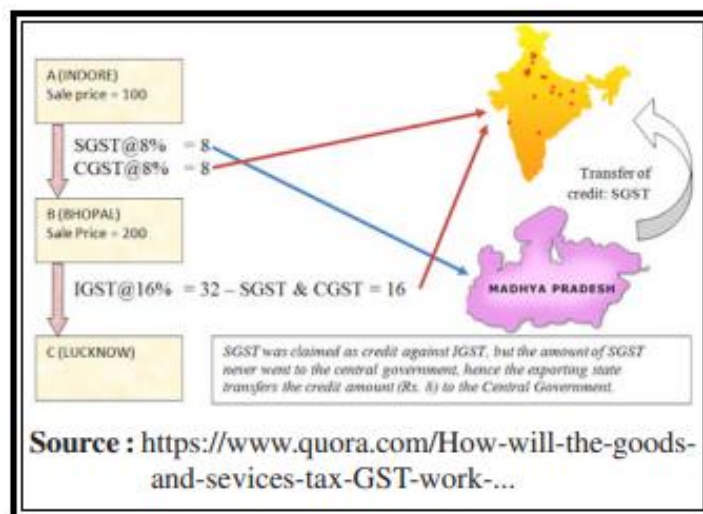 A (INDORE)
Sale price = 100
SGST@8% = 8
CGST@8% = 8
Transfer of
credit: SGST
B (BHOPAL)
Sale Price = 200
MADHYA PRADESH
IGST@16% = 32 – SGST & CGST = 16
C (LUCKNOW)
SGST was claimed as credit against IGST, but the amount of SGST
never went to the central government, hence the exporting state
transfers the credit amount (Rs. 8) to the Central Government.
Source : https://www.quora.com/How-will-the-goods-
and-sevices-tax-GST-work-...